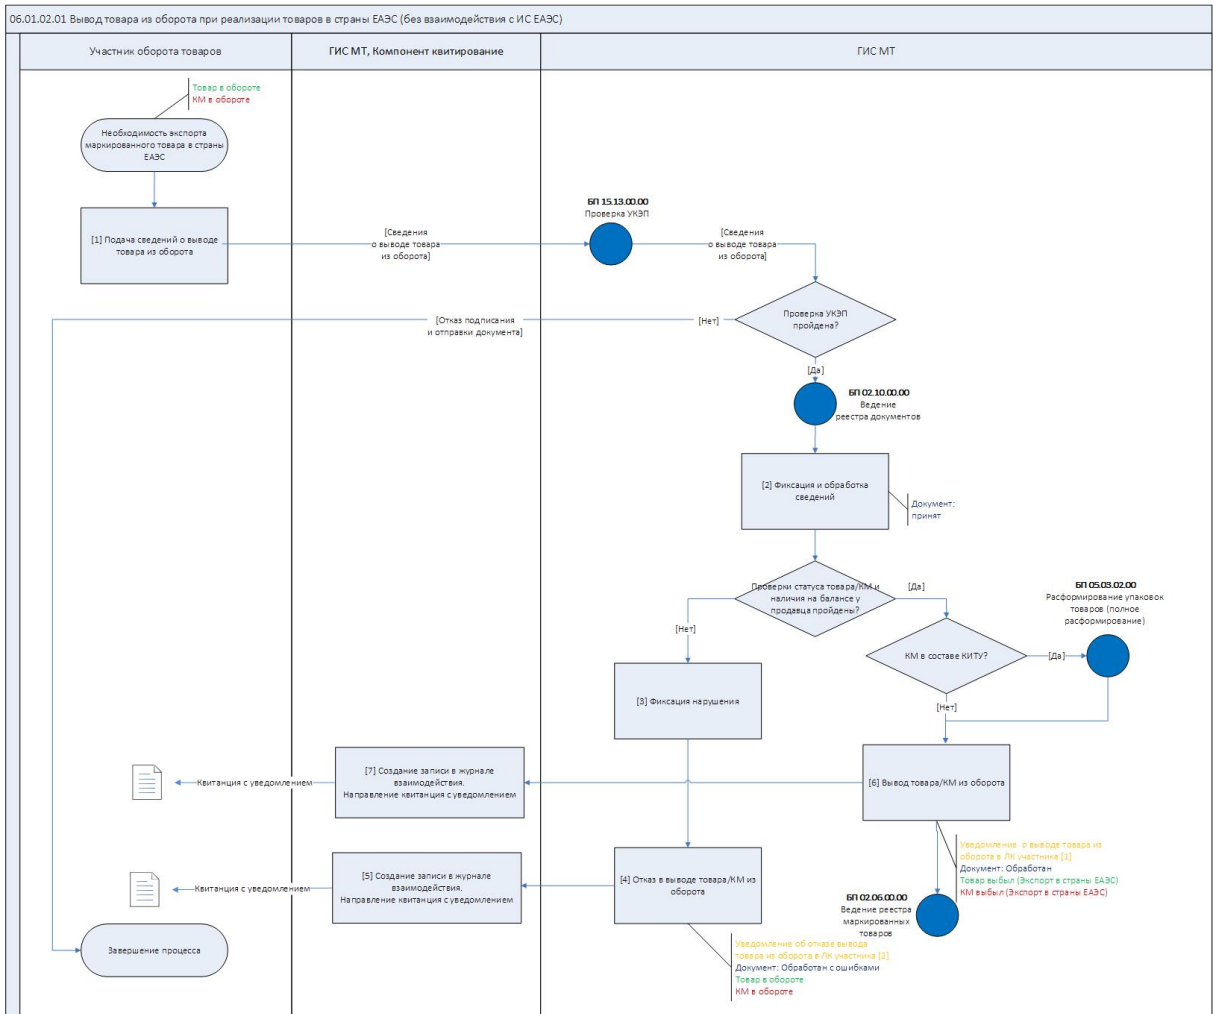 06.01.02.01 Вывод товара из оборота при реализации товаров в страны ЕАЭС (без взаимодействия с ИС ЕАЭС)
Участник оборота товаров
ГИС МТ, Компонент квитирование
ГИС МТ
Товар в обороте
КМ в обороте
Необходимость экспорта
маркированного товара в страны
ЕАЭС
[1] Подача сведений о выводе
товара из оборота
[Сведения
о выводе товара
из оборота]
БП 15.13.00.00
Проверка УКЭП
[Сведения
о выводе товара
из оборота]
Проверка УКЭП
пройдена?
[Нет]
[Отказ подписания
и отправки документа]
[Да]
БП 02.10.00.00
Ведение
реестра документов
[2] Фиксация и обработка
сведений
Документ:
принят
Проверки статуса товара/КМ и
наличия на балансе у
продавца пройдены?
[Да]
[Нет]
БП 05.03.02.00
Расформирование упаковок
товаров (полное
расформирование)
КМ в составе КИТУ?
[Да]
[Нет]
[3] Фиксация нарушения
[6] Вывод товара/КМ из оборота
[7] Создание записи в журнале
взаимодействия.
Направление квитанция с уведомлением
Квитанция с уведомлением
Уведомление о выводе товара из
оборота в ЛК участника [1]
Документ: Обработан
Товар выбыл (Экспорт в страны ЕАЭС)
КМ выбыл (Экспорт в страны ЕАЭС)
БП 02.06.00.00
Ведение реестра
маркированных
товаров
[4] Отказ в выводе товара/КМ из
оборота
[5] Создание записи в журнале
взаимодействия.
Направление квитанция с уведомлением
Квитанция с уведомлением
Уведомление об отказе вывода
товара из оборота в ЛК участника [2]
Документ: Обработан с ошибками
Товар в обороте
КМ в обороте
Завершение процесса